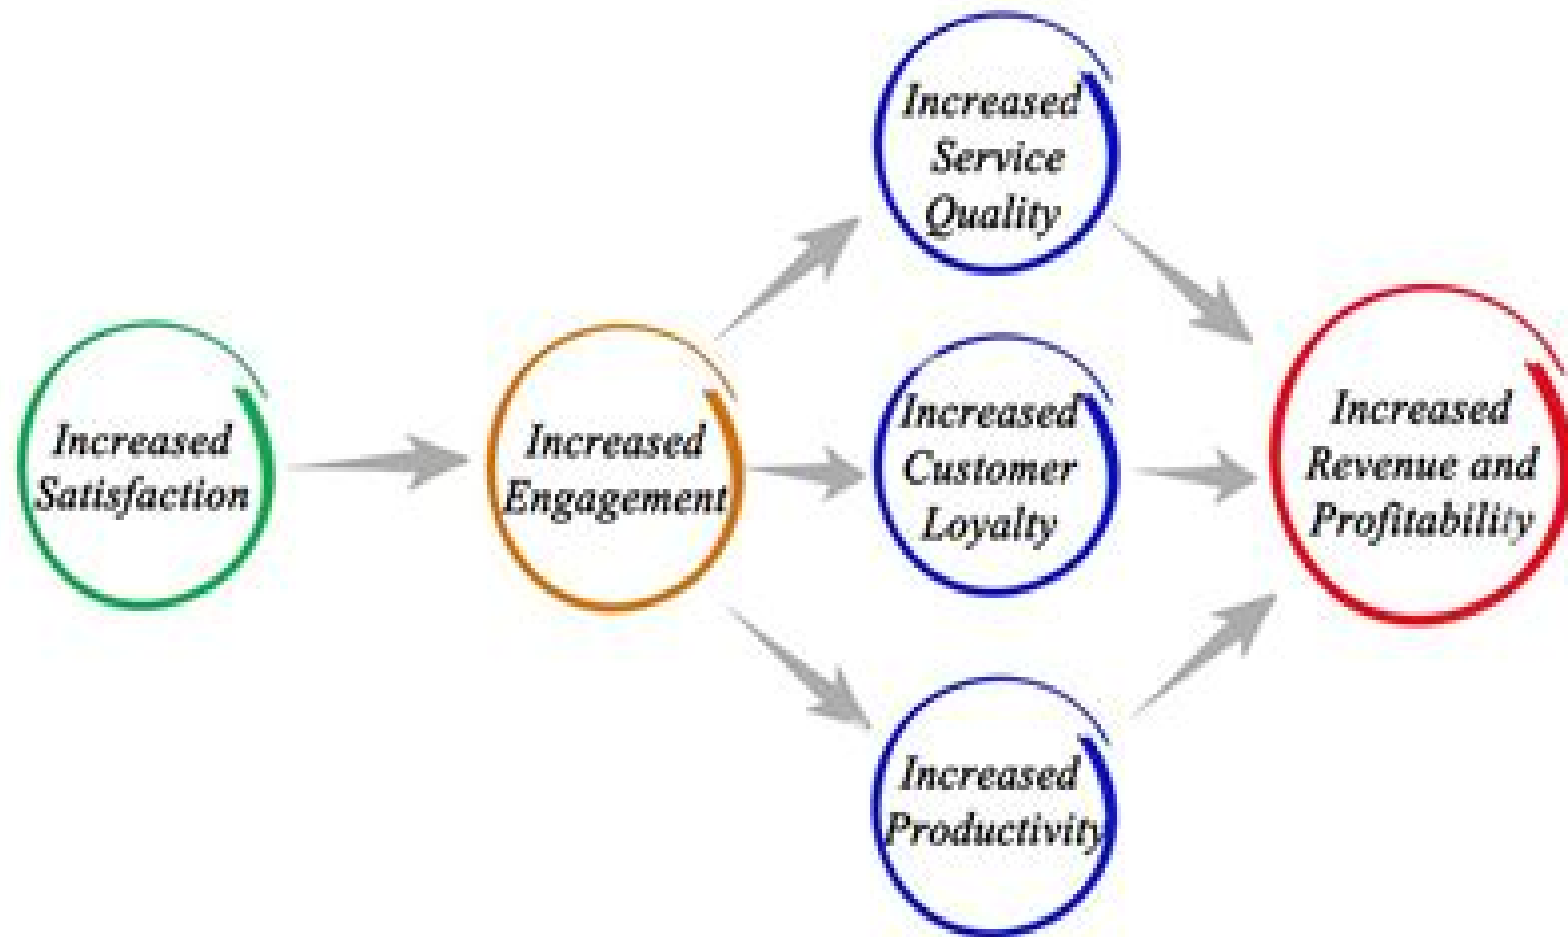 Increased
Satisfaction
Increased
Engagement
Increased
Service
Quality
Increased
Customer
Loyalty
Increased
Productivity
Increased
Revenue and
Profitability